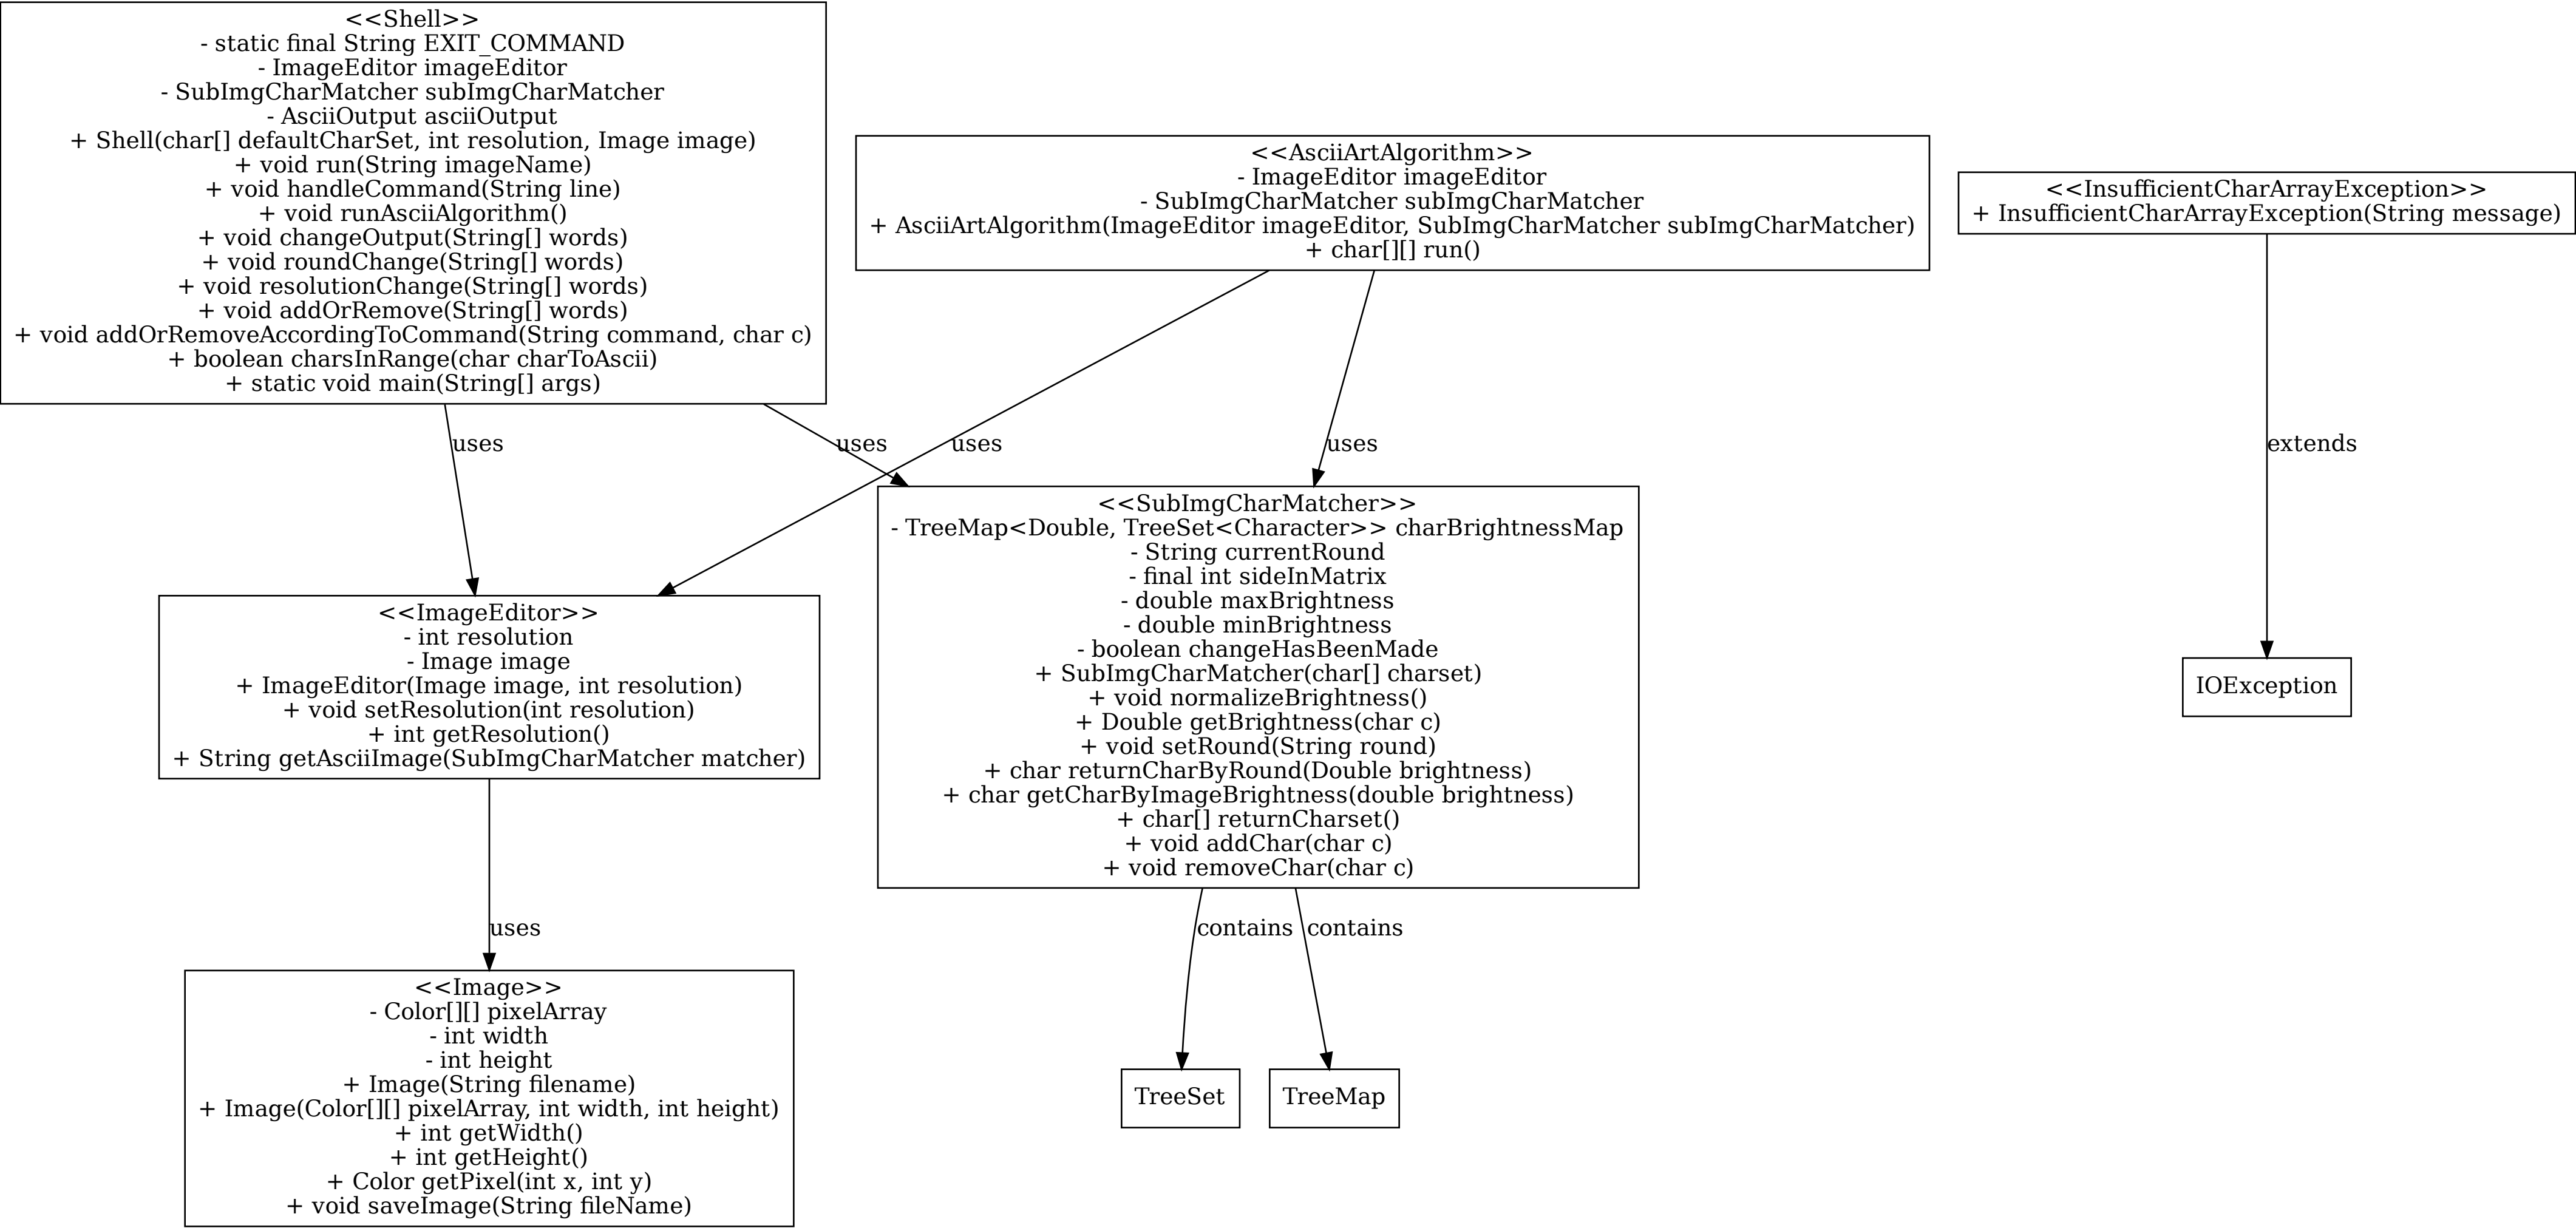 <<Shell>>
- static final String EXIT_COMMAND
- ImageEditor imageEditor
- SubImgCharMatcher subImgCharMatcher
- AsciiOutput asciiOutput
+ Shell(char[] defaultCharSet, int resolution, Image image)
+ void run(String imageName)
+ void handleCommand(String line)
+ void runAsciiAlgorithm()
+ void changeOutput(String[] words)
+ void roundChange(String[] words)
+ void resolutionChange(String[] words)
+ void addOrRemove(String[] words)
+ void addOrRemoveAccordingToCommand(String command, char c)
+ boolean charsInRange(char charToAscii)
+ static void main(String[] args)
<<AsciiArtAlgorithm>>
- ImageEditor imageEditor
- SubImgCharMatcher subImgCharMatcher
+ AsciiArtAlgorithm(ImageEditor imageEditor, SubImgCharMatcher subImgCharMatcher)
+ char[][] run()
<<InsufficientCharArrayException>>
+ InsufficientCharArrayException(String message)
uses
uses
uses
uses
extends
<<ImageEditor>>
- int resolution
- Image image
+ ImageEditor(Image image, int resolution)
+ void setResolution(int resolution)
+ int getResolution()
+ String getAsciiImage(SubImgCharMatcher matcher)
<<SubImgCharMatcher>>
- TreeMap<Double, TreeSet<Character>> charBrightnessMap
- String currentRound
- final int sideInMatrix
- double maxBrightness
- double minBrightness
- boolean changeHasBeenMade
+ SubImgCharMatcher(char[] charset)
+ void normalizeBrightness()
+ Double getBrightness(char c)
+ void setRound(String round)
+ char returnCharByRound(Double brightness)
+ char getCharByImageBrightness(double brightness)
+ char[] returnCharset()
+ void addChar(char c)
+ void removeChar(char c)
IOException
uses
contains
contains
<<Image>>
- Color[][] pixelArray
- int width
- int height
+ Image(String filename)
+ Image(Color[][] pixelArray, int width, int height)
+ int getWidth()
+ int getHeight()
+ Color getPixel(int x, int y)
+ void saveImage(String fileName)
TreeSet
TreeMap